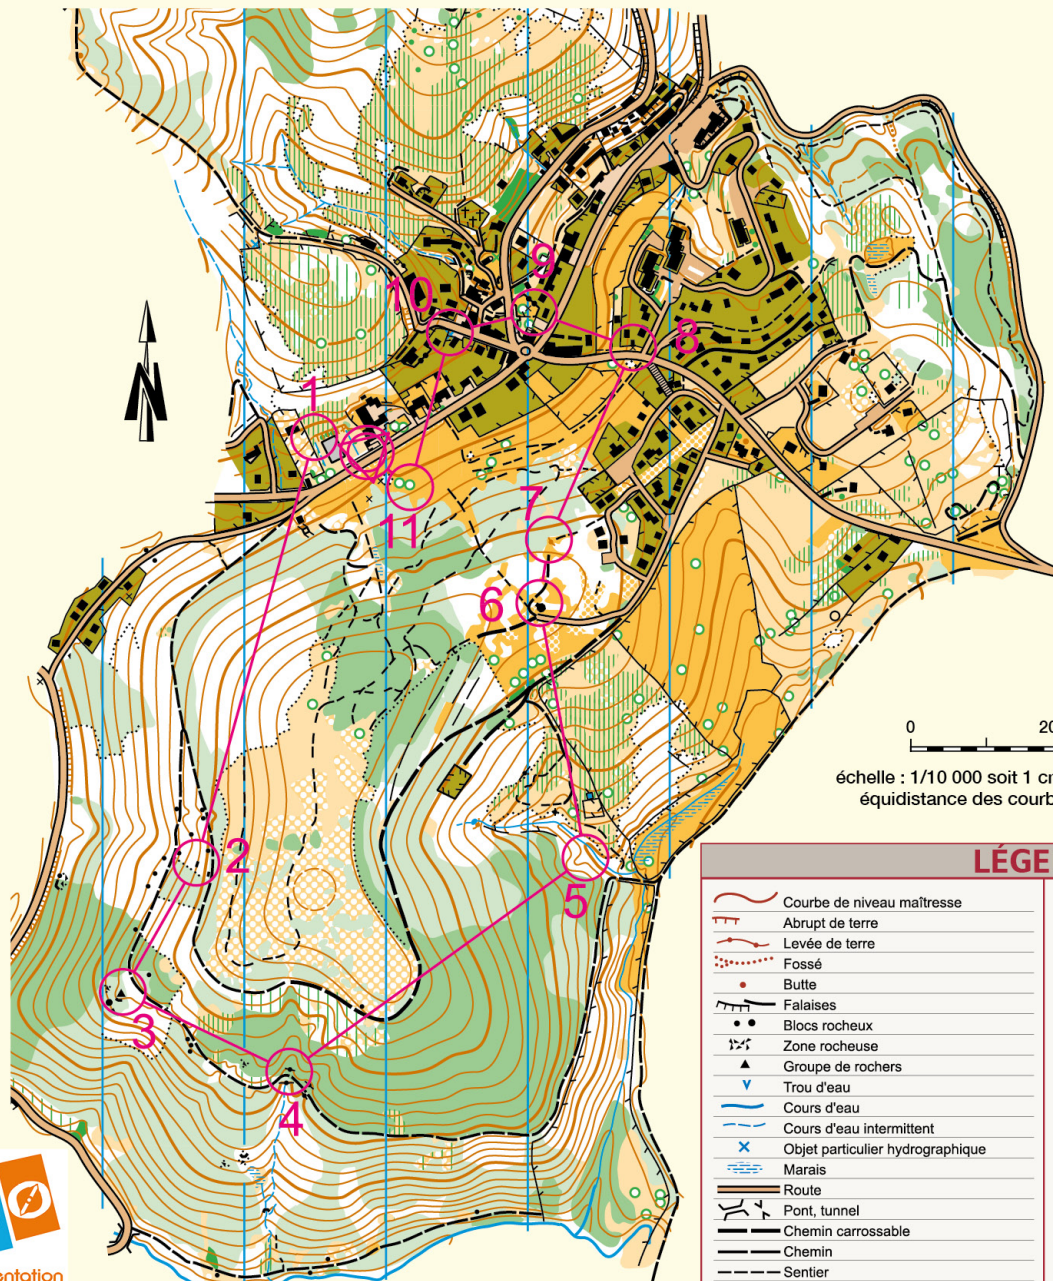 9
10
8
N
1
11
7
6
0 20
échelle : 1/10 000 soit 1 cm
équidistance des courb
2
5
3
4
LÉGE
Courbe de niveau maîtresse
Abrupt de terre
Levée de terre
Fossé
Butte
Falaises
Blocs rocheux
Zone rocheuse
Groupe de rochers
Trou d'eau
Cours d'eau
Cours d'eau intermittent
Objet particulier hydrographique
Marais
Route
Pont, tunnel
Chemin carrossable
Chemin
Sentier
entation